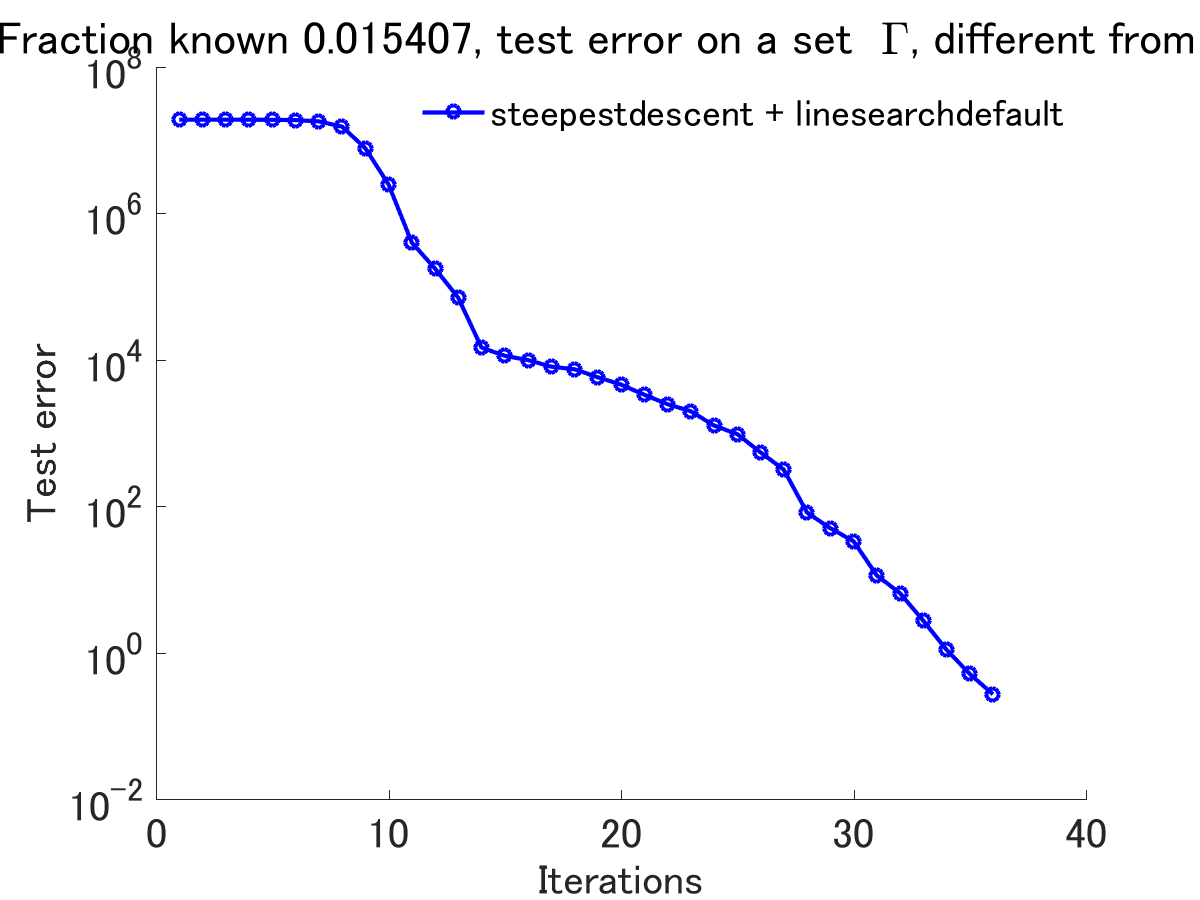 Fraction known 0.015407, test error on a set Γ, different from
10^8
steepestdescent + linesearchdefault
10^6
10^4
Test error
10^2
10^0
10^−2
0 10 20 30 40
Iterations